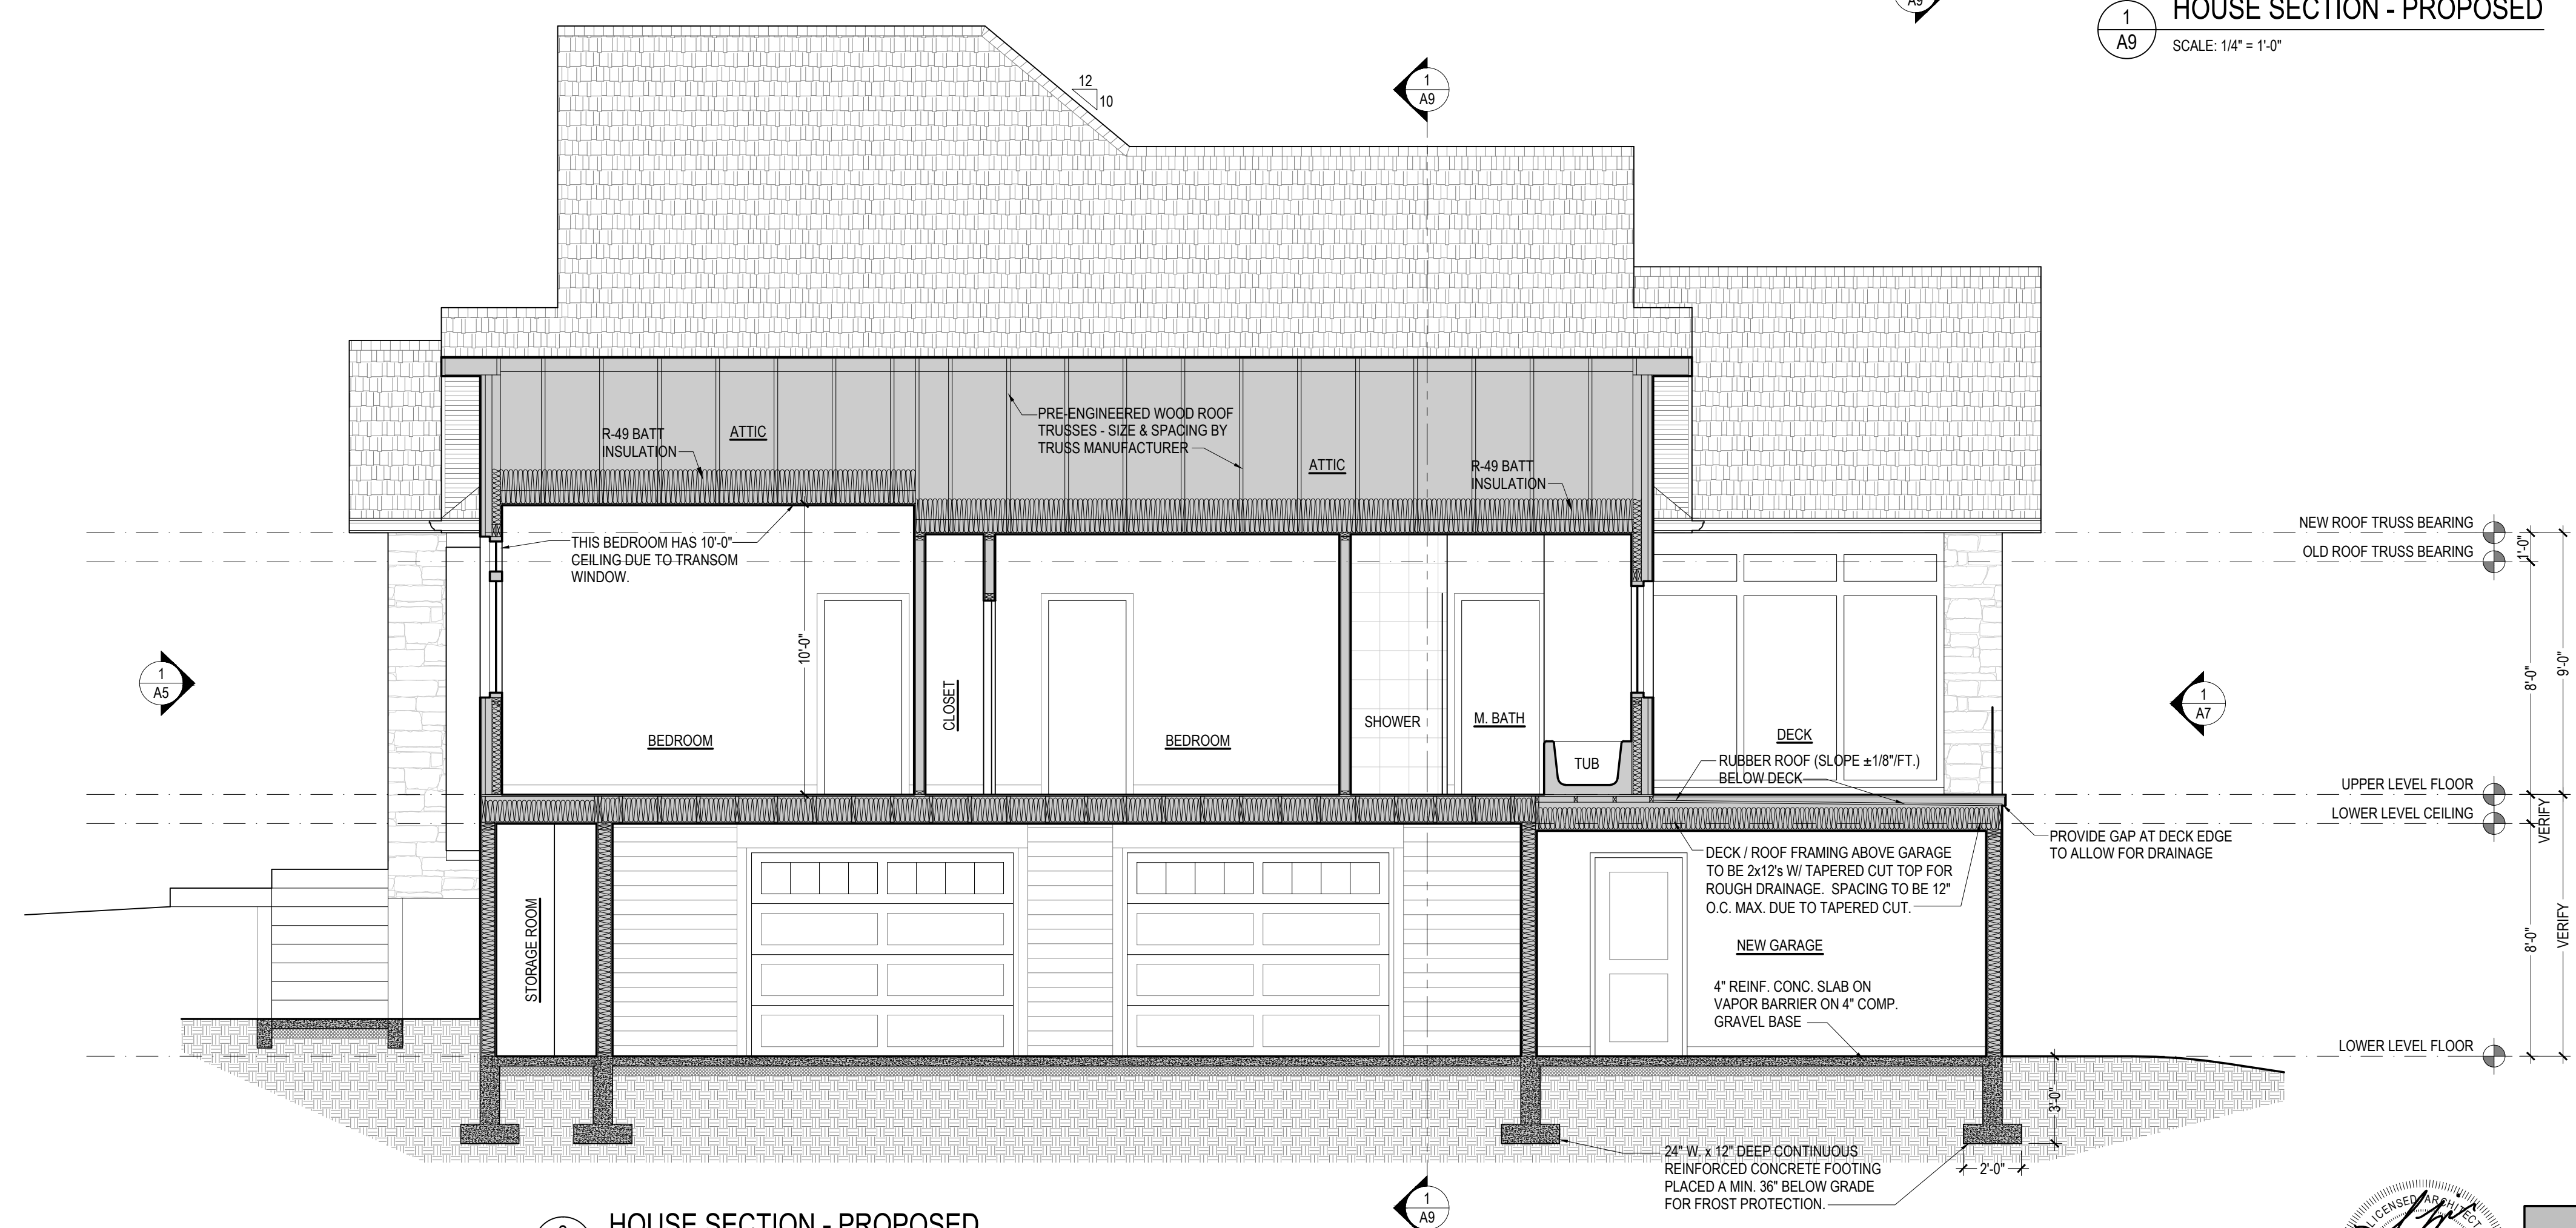 A9
1
A9
HOUSE SECTION - PROPOSED
SCALE: 1/4" = 1'-0"
12
10
1
A9
R-49 BATT
INSULATION
ATTIC
PRE-ENGINEERED WOOD ROOF
TRUSSES - SIZE & SPACING BY
TRUSS MANUFACTURER
ATTIC
R-49 BATT
INSULATION
THIS BEDROOM HAS 10'-0"
CEILING DUE TO TRANSOM
WINDOW.
NEW ROOF TRUSS BEARING
OLD ROOF TRUSS BEARING
1'-0"
10'-0"
8'-0"
9'-0"
1
A5
1
A7
BEDROOM
CLOSET
BEDROOM
SHOWER
M. BATH
TUB
DECK
RUBBER ROOF (SLOPE ±1/8"/FT.)
BELOW DECK
UPPER LEVEL FLOOR
LOWER LEVEL CEILING
VERIFY
PROVIDE GAP AT DECK EDGE
TO ALLOW FOR DRAINAGE
DECK / ROOF FRAMING ABOVE GARAGE
TO BE 2x12's W/ TAPERED CUT TOP FOR
ROUGH DRAINAGE. SPACING TO BE 12"
O.C. MAX. DUE TO TAPERED CUT.
STORAGE ROOM
NEW GARAGE
8'-0"
VERIFY
4" REINF. CONC. SLAB ON
VAPOR BARRIER ON 4" COMP.
GRAVEL BASE
LOWER LEVEL FLOOR
3'-0"
24" W. x 12" DEEP CONTINUOUS
REINFORCED CONCRETE FOOTING
PLACED A MIN. 36" BELOW GRADE
FOR FROST PROTECTION.
2'-0"
1
A9
HOUSE SECTION - PROPOSED
LICENSED ARCHITECT